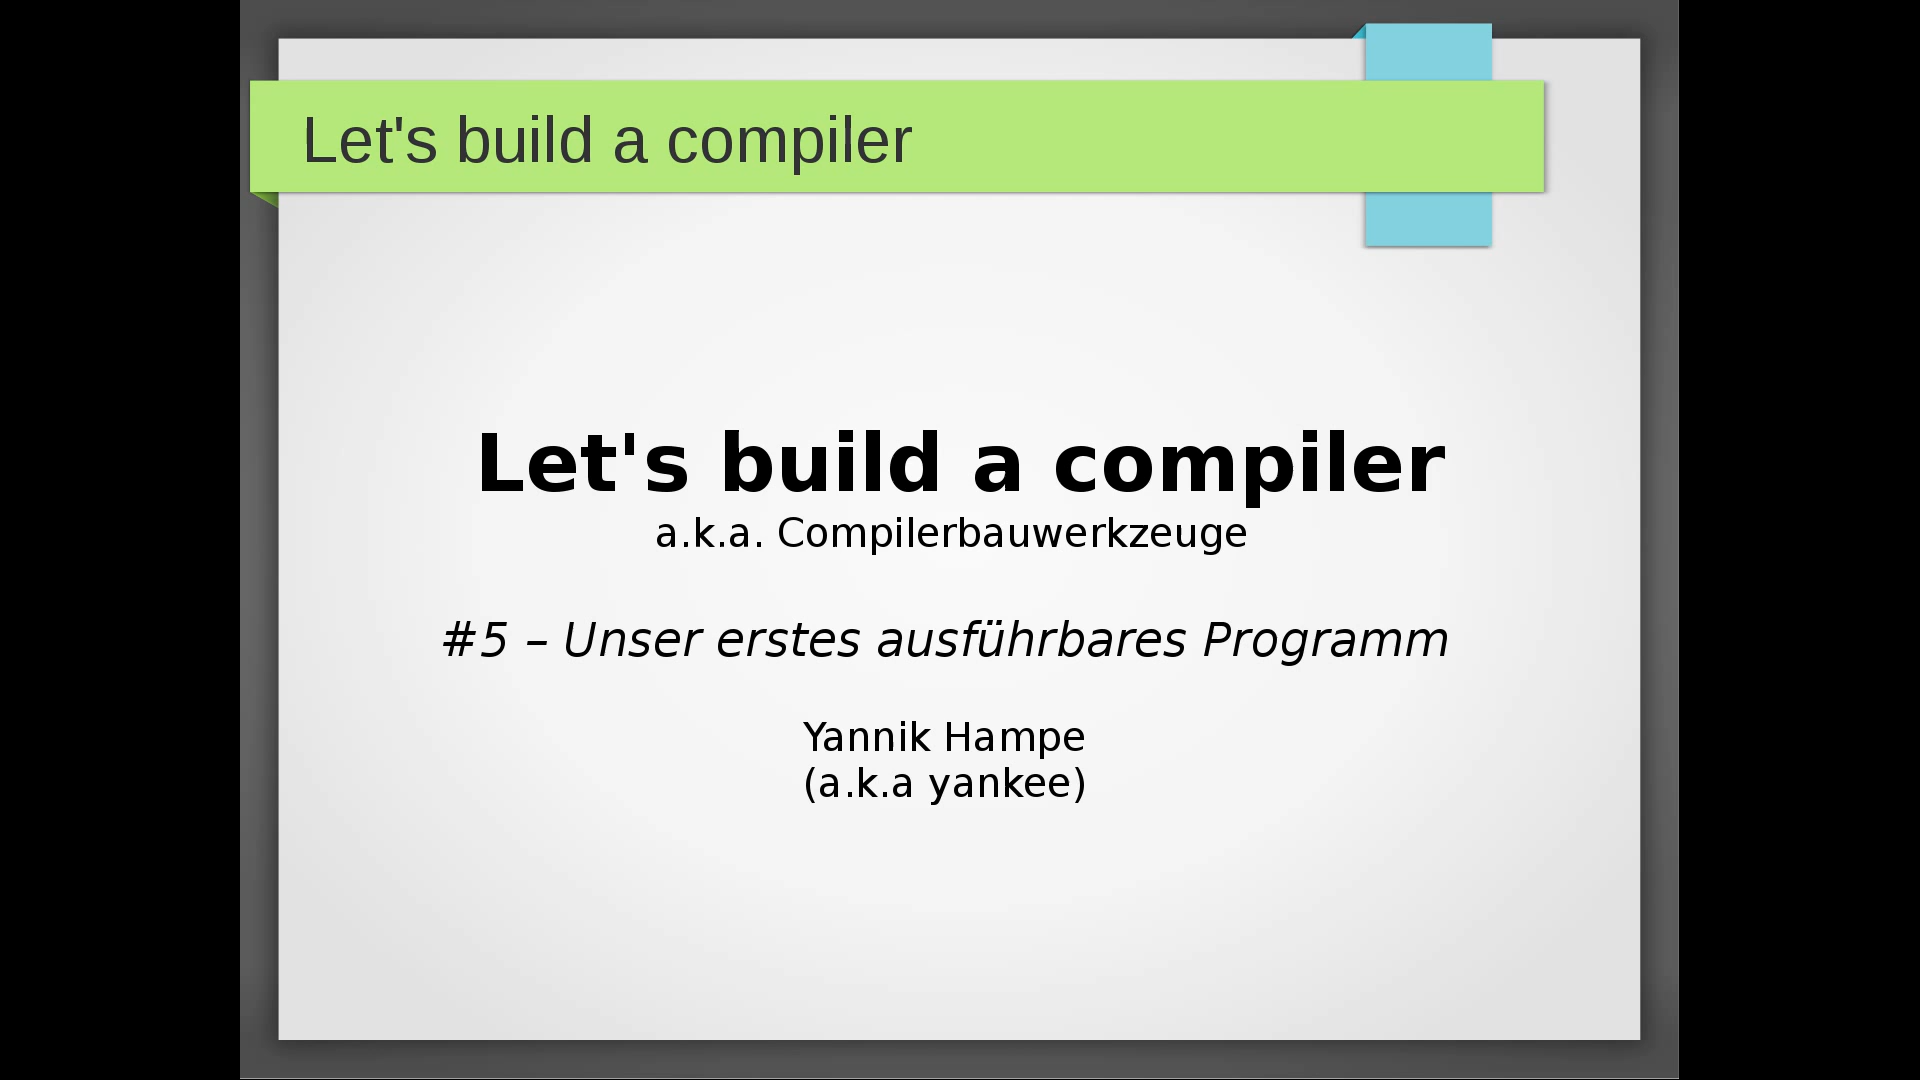 Let's build a compiler
Let's build a compiler
a.k.a. Compilerbauwerkzeuge
#5 – Unser erstes ausführbares Programm
Yannik Hampe
(a.k.a yankee)